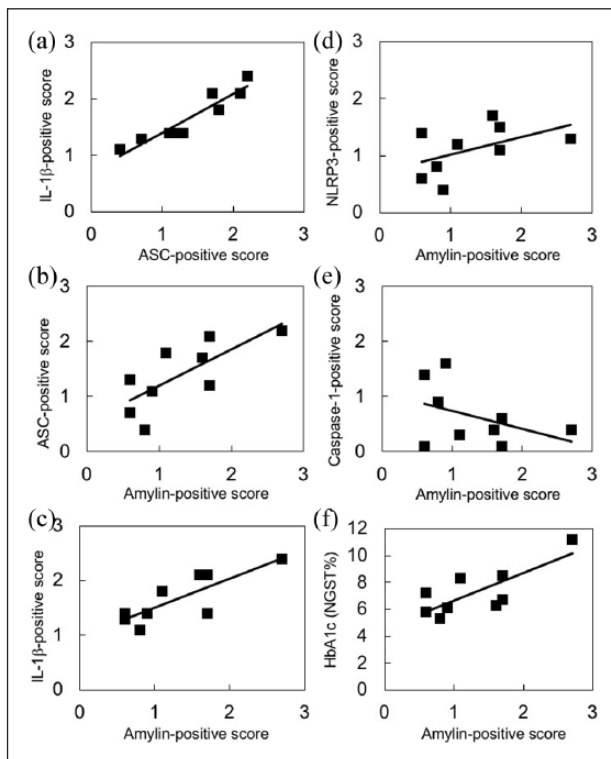 (a)
3
2
1
0
IL-1β-positive score
0 1 2 3
ASC-positive score
(b)
3
2
1
0
ASC-positive score
0 1 2 3
Amylin-positive score
(c)
3
2
1
0
IL-1β-positive score
0 1 2 3
Amylin-positive score
(d)
3
2
1
0
NLRP3-positive score
0 1 2 3
Amylin-positive score
(e)
3
2
1
0
Caspase-1-positive score
0 1 2 3
Amylin-positive score
(f)
12
10
8
6
4
2
0
HbA1c (NGST%)
0 1 2 3
Amylin-positive score